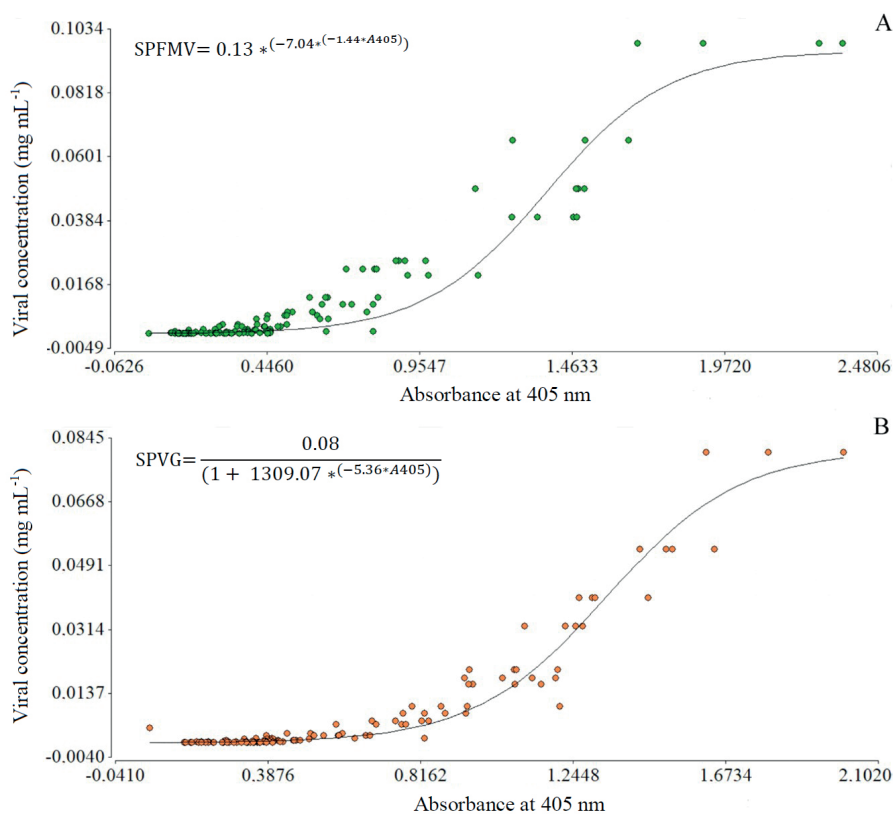 A
SPFMV= 0.13 *^(−7.04*^(−1.44*A405))
0.1034
0.0818
0.0601
0.0384
0.0168
-0.0049
Viral concentration (mg mL⁻¹)
-0.0626 0.4460 0.9547 1.4633 1.9720 2.4806
Absorbance at 405 nm
B
0.08
SPVG=
(1 + 1309.07 *^(−5.36*A405))
0.0845
0.0668
0.0491
0.0314
0.0137
-0.0040
Viral concentration (mg mL⁻¹)
-0.0410 0.3876 0.8162 1.2448 1.6734 2.1020
Absorbance at 405 nm